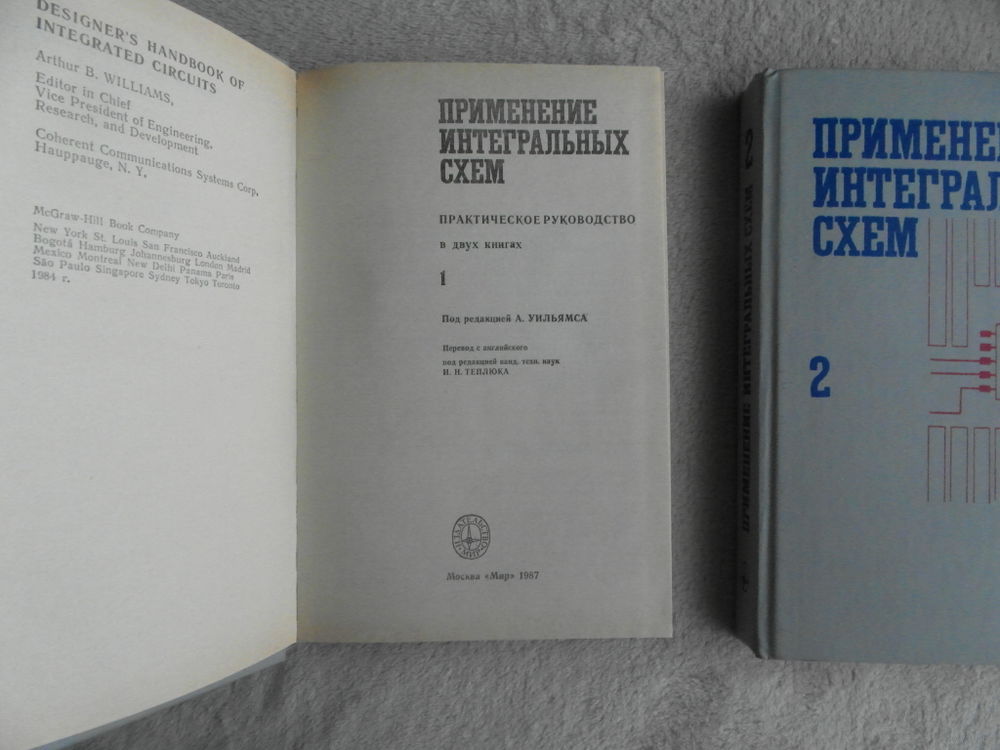 DESIGNER'S HANDBOOK OF
INTEGRATED CIRCUITS
Arthur B. WILLIAMS,
Editor in Chief
Vice President of Engineering,
Research, and Development
Coherent Communications Systems Corp.
Hauppauge, N. Y.
McGraw-Hill Book Company
New York St. Louis San Francisco Auckland
Bogotá Hamburg Johannesburg London Madrid
Mexico Montreal New Delhi Panama Paris
São Paulo Singapore Sydney Tokyo Toronto
1984 г.
ПРИМЕНЕНИЕ
ИНТЕГРАЛЬНЫХ
СХЕМ
ПРАКТИЧЕСКОЕ РУКОВОДСТВО
в двух книгах
1
Под редакцией А. УИЛЬЯМСА
Перевод с английского
под редакцией канд. техн. наук
И. Н. ТЕПЛЮКА
ИЗДАТЕЛЬСТВО
МИР
Москва «Мир» 1987
ПРИМЕНЕНИЕ ИНТЕГРАЛЬНЫХ СХЕМ 2
ПРИМЕНЕ
ИНТЕГРАЛ
СХЕМ
2